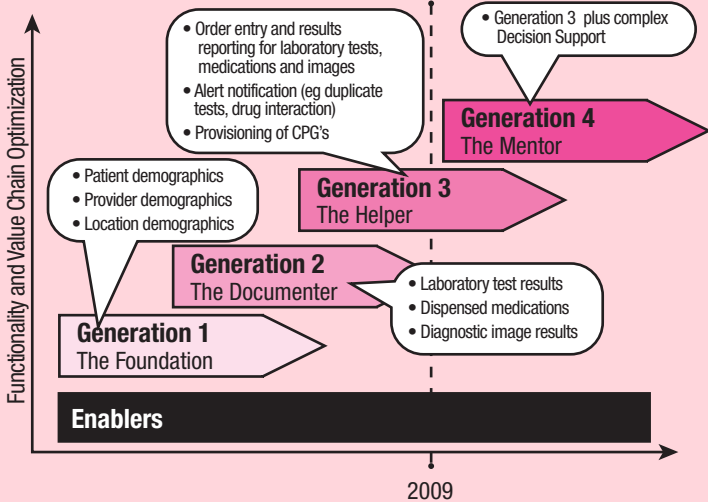 Functionality and Value Chain Optimization
• Order entry and results
reporting for laboratory tests,
medications and images
• Alert notification (eg duplicate
tests, drug interaction)
• Provisioning of CPG's
• Generation 3 plus complex
Decision Support
Generation 4
The Mentor
• Patient demographics
• Provider demographics
• Location demographics
Generation 3
The Helper
Generation 2
The Documenter
• Laboratory test results
• Dispensed medications
• Diagnostic image results
Generation 1
The Foundation
Enablers
2009